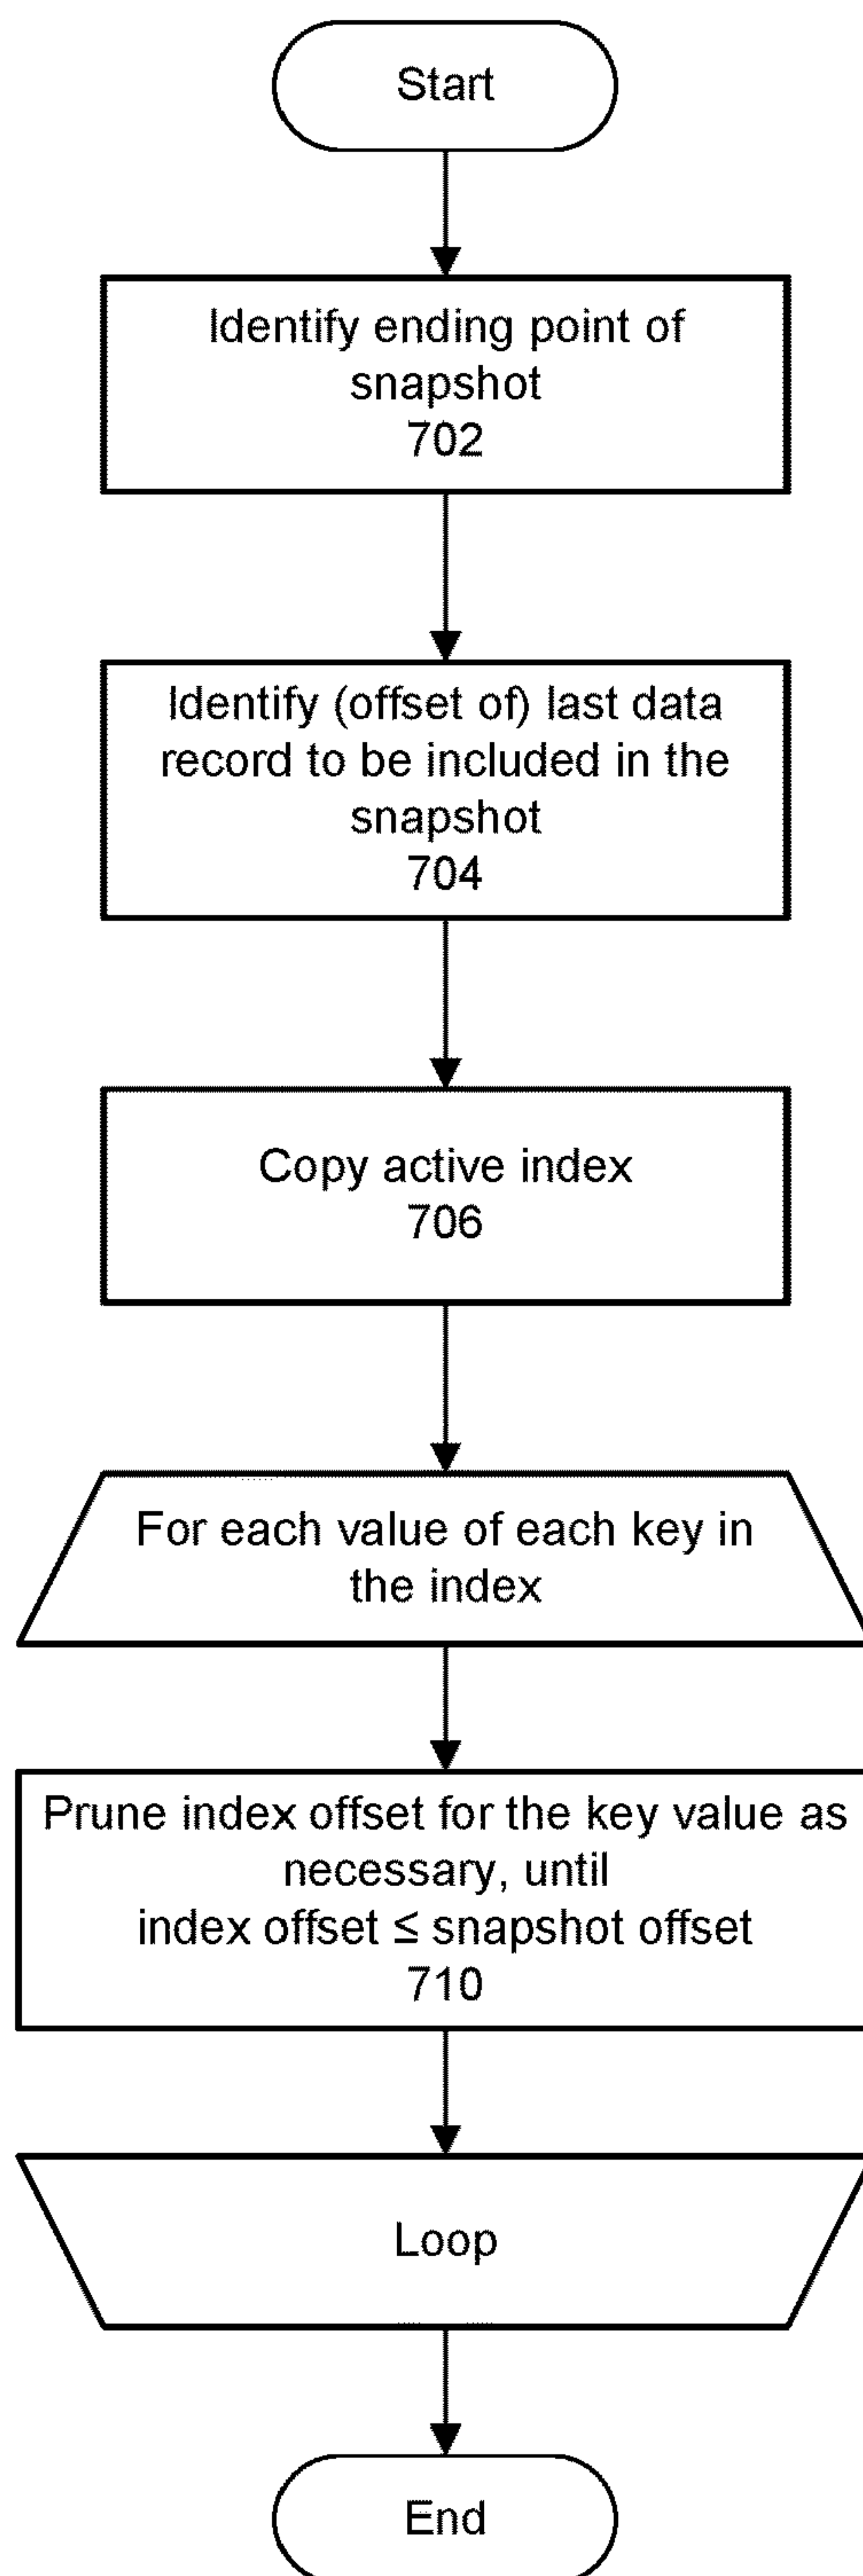 Start
Identify ending point of
snapshot
702
Identify (offset of) last data
record to be included in the
snapshot
704
Copy active index
706
For each value of each key in
the index
Prune index offset for the key value as
necessary, until
index offset ≤ snapshot offset
710
Loop
End